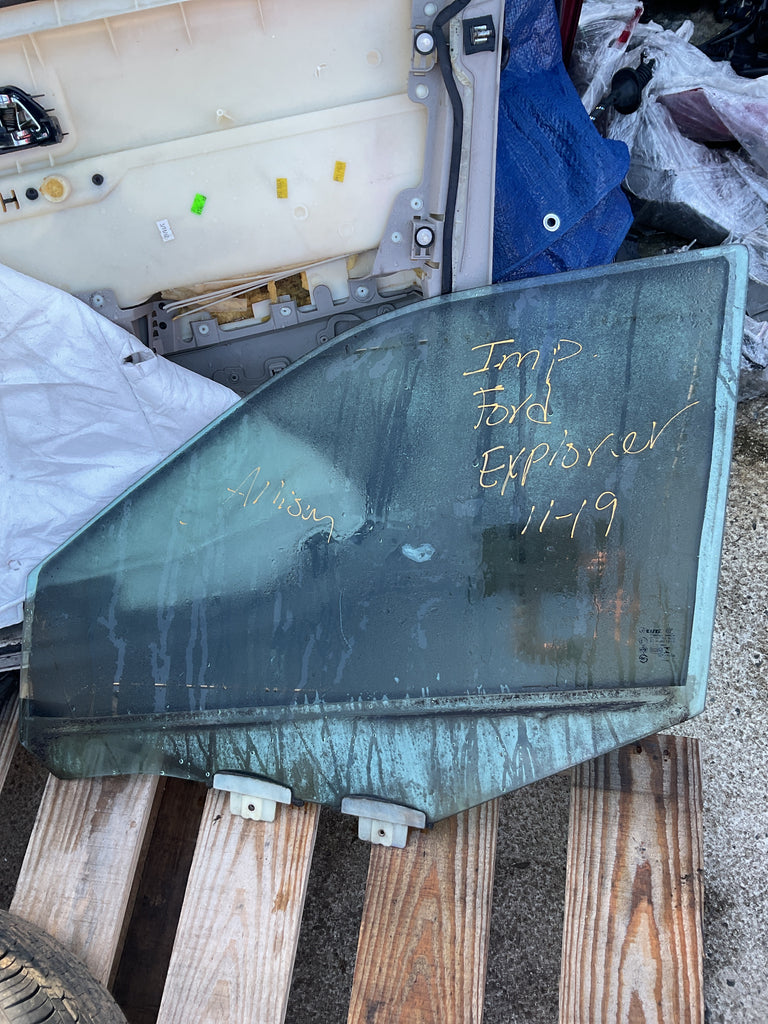 Imp.
Ford
Explorer
11-19
Allison